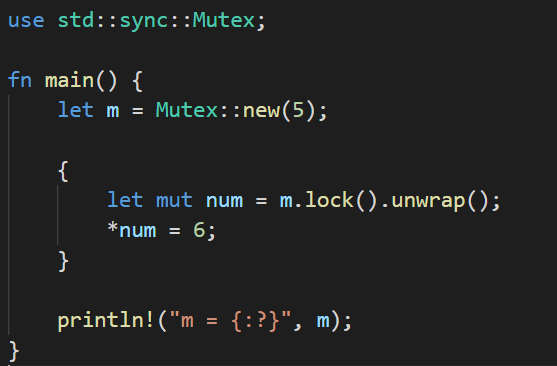 use std::sync::Mutex;
fn main() {
    let m = Mutex::new(5);
    {
        let mut num = m.lock().unwrap();
        *num = 6;
    }
    println!("m = {:?}", m);
}